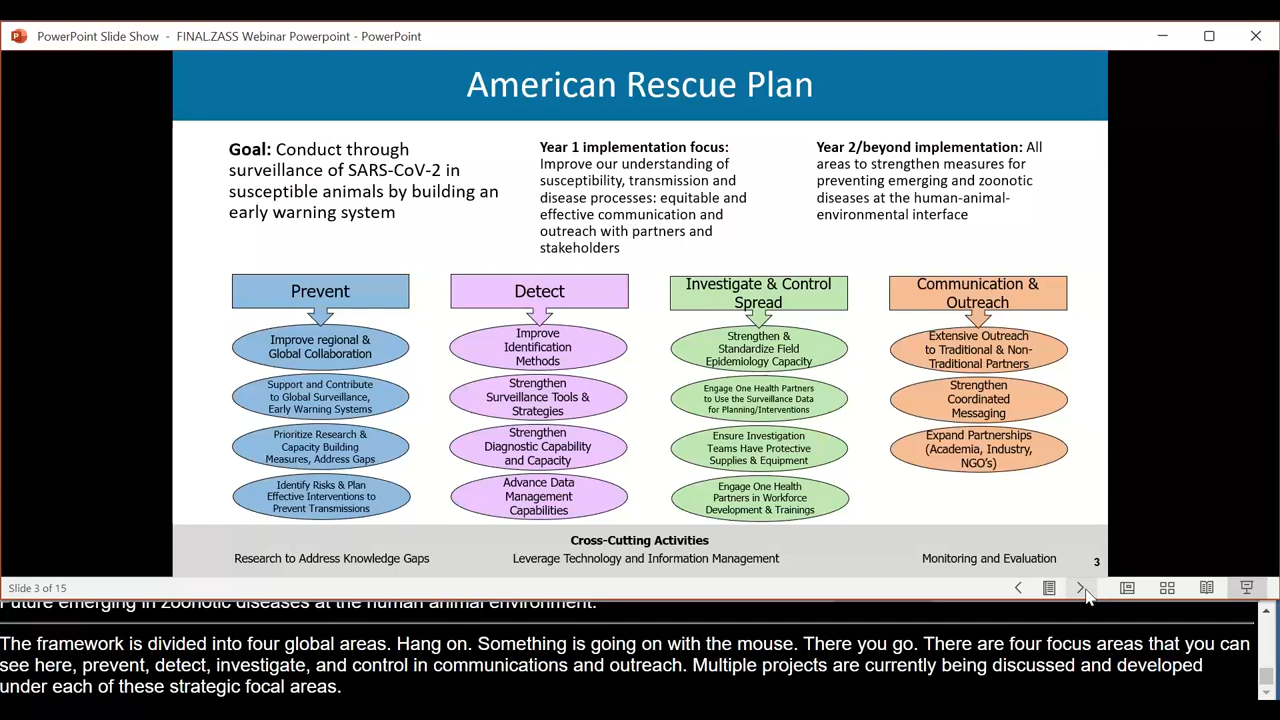 PowerPoint Slide Show - FINAL.ZASS Webinar Powerpoint - PowerPoint
American Rescue Plan
Goal: Conduct through
surveillance of SARS-CoV-2 in
susceptible animals by building an
early warning system
Year 1 implementation focus:
Improve our understanding of
susceptibility, transmission and
disease processes: equitable and
effective communication and
outreach with partners and
stakeholders
Year 2/beyond implementation: All
areas to strengthen measures for
preventing emerging and zoonotic
diseases at the human-animal-
environmental interface
Prevent
Improve regional &
Global Collaboration
Support and Contribute
to Global Surveillance,
Early Warning Systems
Prioritize Research &
Capacity Building
Measures, Address Gaps
Identify Risks & Plan
Effective Interventions to
Prevent Transmissions
Detect
Improve
Identification
Methods
Strengthen
Surveillance Tools &
Strategies
Strengthen
Diagnostic Capability
and Capacity
Advance Data
Management
Capabilities
Investigate & Control
Spread
Strengthen &
Standardize Field
Epidemiology Capacity
Engage One Health Partners
to Use the Surveillance Data
for Planning/Interventions
Ensure Investigation
Teams Have Protective
Supplies & Equipment
Engage One Health
Partners in Workforce
Development & Trainings
Communication &
Outreach
Extensive Outreach
to Traditional & Non-
Traditional Partners
Strengthen
Coordinated
Messaging
Expand Partnerships
(Academia, Industry,
NGO's)
Cross-Cutting Activities
Research to Address Knowledge Gaps
Leverage Technology and Information Management
Monitoring and Evaluation
3
Slide 3 of 15
Future emerging in zoonotic diseases at the human animal environment.
The framework is divided into four global areas. Hang on. Something is going on with the mouse. There you go. There are four focus areas that you can
see here, prevent, detect, investigate, and control in communications and outreach. Multiple projects are currently being discussed and developed
under each of these strategic focal areas.